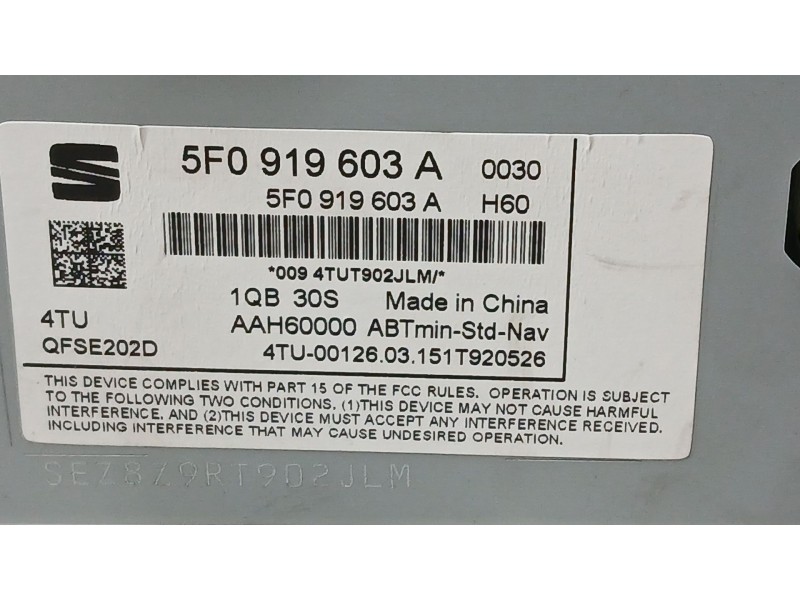 5F0 919 603 A 0030
5F0 919 603 A H60
*009 4TUT902JLM/*
1QB 30S Made in China
4TU AAH60000 ABTmin-Std-Nav
QFSE202D 4TU-00126.03.151T920526
THIS DEVICE COMPLIES WITH PART 15 OF THE FCC RULES. OPERATION IS SUBJECT
TO THE FOLLOWING TWO CONDITIONS, (1)THIS DEVICE MAY NOT CAUSE HARMFUL
INTERFERENCE. AND (2)THIS DEVICE MUST ACCEPT ANY INTERFERENCE RECEIVED.
INCLUDING INTERFERENCE THAT MAY CAUSE UNDESIRED OPERATION.